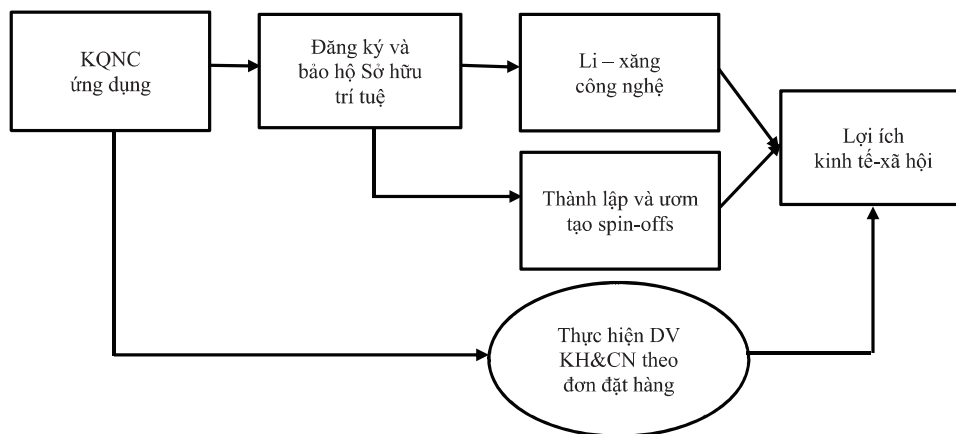 KQNC
ứng dụng
Đăng ký và
bảo hộ Sở hữu
trí tuệ
Li – xăng
công nghệ
Lợi ích
kinh tế-xã hội
Thành lập và ươm
tạo spin-offs
Thực hiện DV
KH&CN theo
đơn đặt hàng